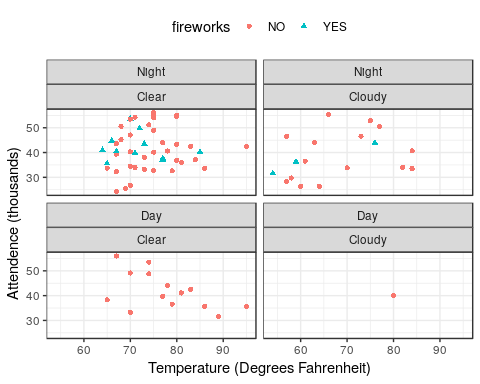 fireworks NO YES
Night Night
Clear Cloudy
50
40
30
Day Day
Clear Cloudy
50
40
30
60 70 80 90 60 70 80 90
Temperature (Degrees Fahrenheit)
Attendence (thousands)